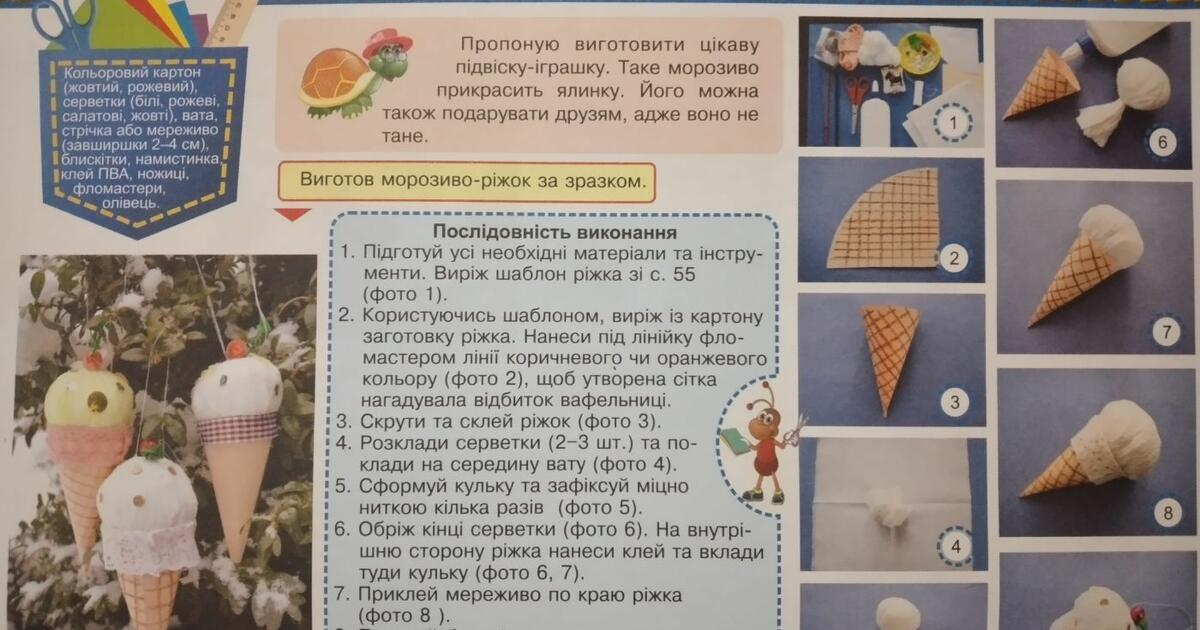 Кольоровий картон
(жовтий, рожевий),
серветки (білі, рожеві,
салатові, жовті), вата,
стрічка або мереживо
(завширшки 2–4 см),
блискітки, намистинка,
клей ПВА, ножиці,
фломастери,
олівець.
Пропоную виготовити цікаву
підвіску-іграшку. Таке морозиво
прикрасить ялинку. Його можна
також подарувати друзям, адже воно не
тане.
Виготов морозиво-ріжок за зразком.
Послідовність виконання
1. Підготуй усі необхідні матеріали та інстру-
менти. Виріж шаблон ріжка зі с. 55
(фото 1).
2. Користуючись шаблоном, виріж із картону
заготовку ріжка. Нанеси під лінійку фло-
мастером лінії коричневого чи оранжевого
кольору (фото 2), щоб утворена сітка
нагадувала відбиток вафельниці.
3. Скрути та склей ріжок (фото 3).
4. Розклади серветки (2–3 шт.) та по-
клади на середину вату (фото 4).
5. Сформуй кульку та зафіксуй міцно
ниткою кілька разів (фото 5).
6. Обріж кінці серветки (фото 6). На внутрі-
шню сторону ріжка нанеси клей та вклади
туди кульку (фото 6, 7).
7. Приклей мереживо по краю ріжка
(фото 8 ).
1
2
3
4
6
7
8